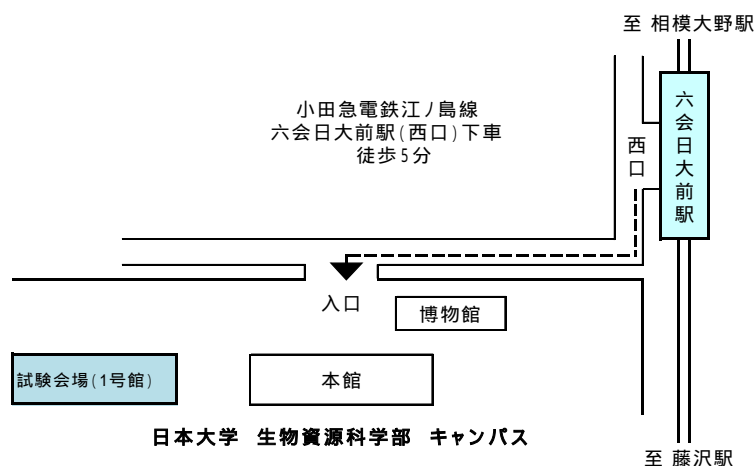 至 相模大野駅
小田急電鉄江ノ島線
六会日大前駅(西口)下車
徒歩5分
六会日大前駅
西口
入口
博物館
試験会場(1号館)
本館
日本大学 生物資源科学部 キャンパス
至 藤沢駅